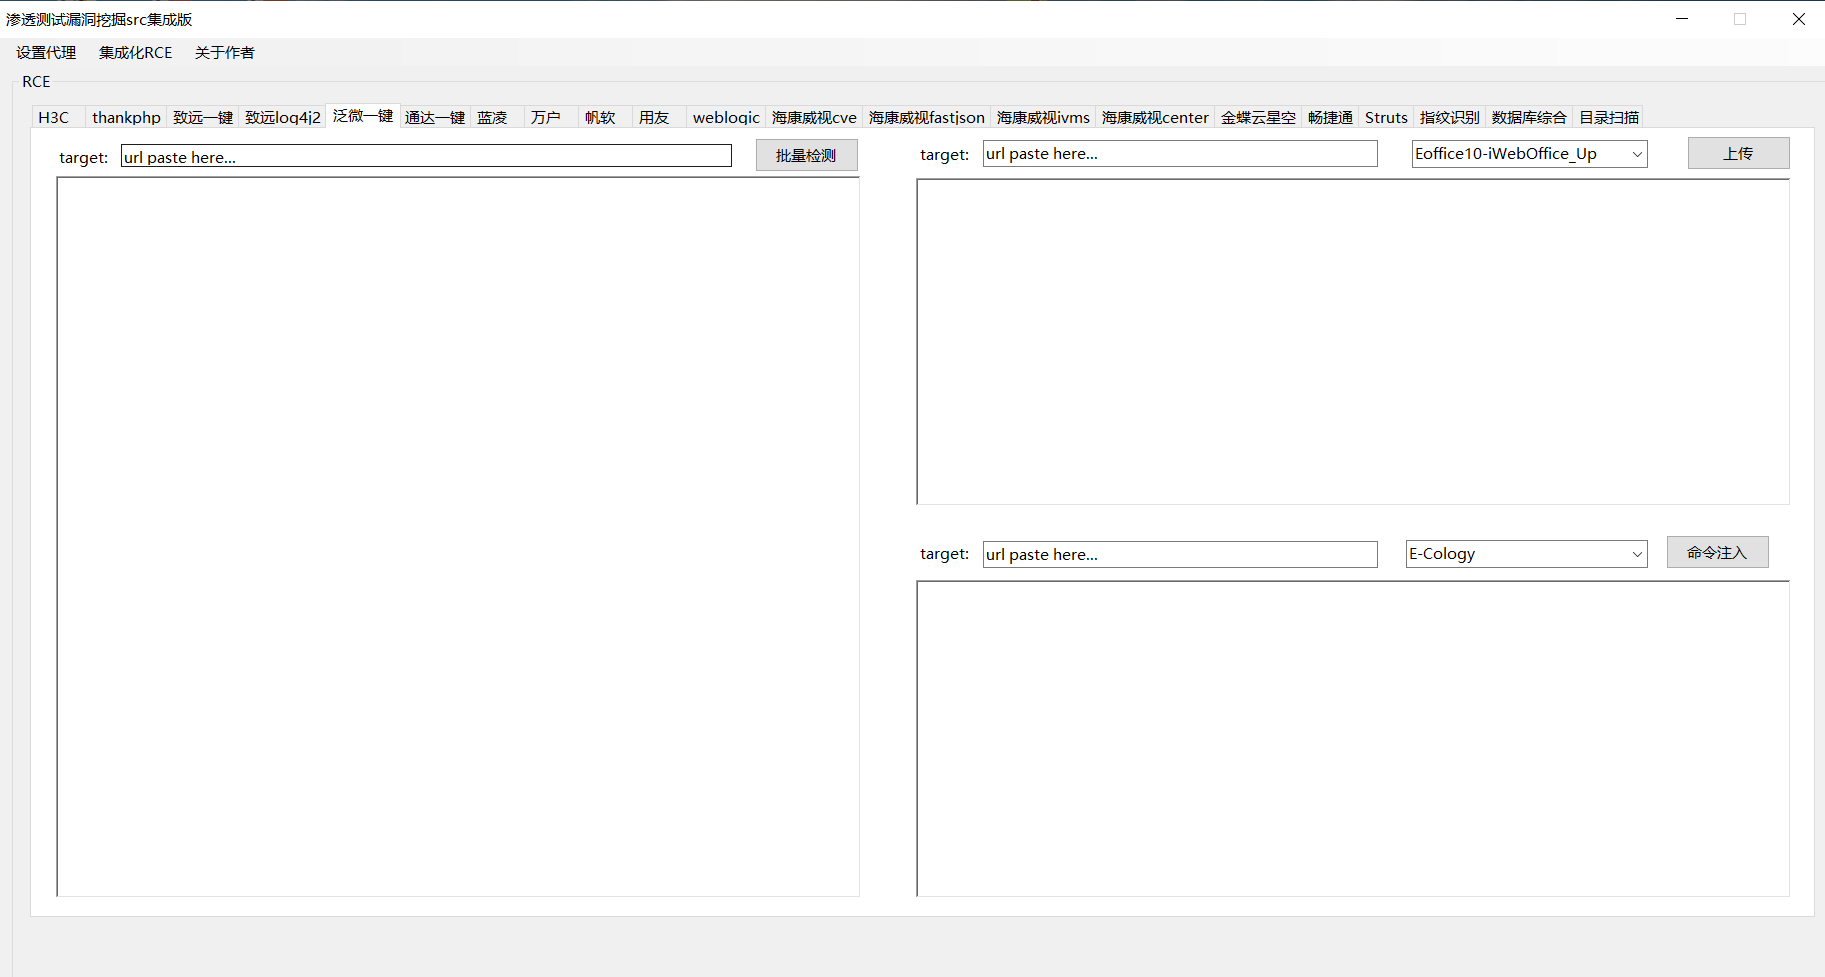 渗透测试漏洞挖掘src集成版
设置代理 集成化RCE 关于作者
RCE
H3C thankphp 致远一键 致远log4j2 泛微一键 通达一键 蓝凌 万户 帆软 用友 weblogic 海康威视cve 海康威视fastjson 海康威视ivms 海康威视center 金蝶云星空 畅捷通 Struts 指纹识别 数据库综合 目录扫描
target: url paste here... 批量检测
target: url paste here... Eoffice10-iWebOffice_Up 上传
target: url paste here... E-Cology 命令注入